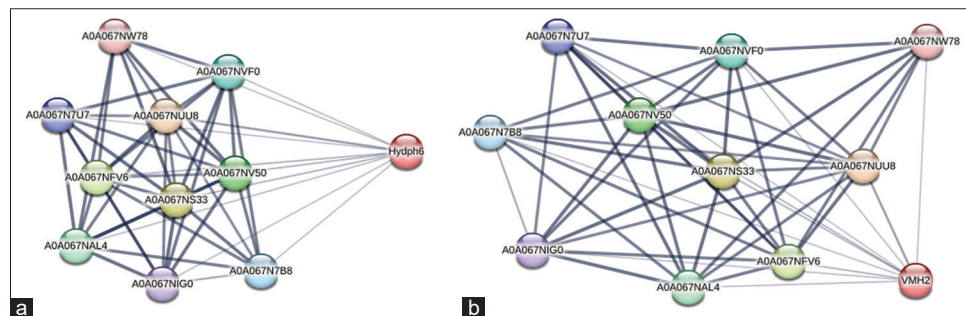 A0A067NW78
A0A067NVF0
A0A067N7U7
A0A067NUU8
Hydph6
A0A067NFV6
A0A067NV50
A0A067NS33
A0A067NAL4
A0A067NIG0
A0A067N7B8
a
A0A067N7U7
A0A067NVF0
A0A067NW78
A0A067NV50
A0A067N7B8
A0A067NS33
A0A067NUU8
A0A067NIG0
A0A067NFV6
A0A067NAL4
VMH2
b